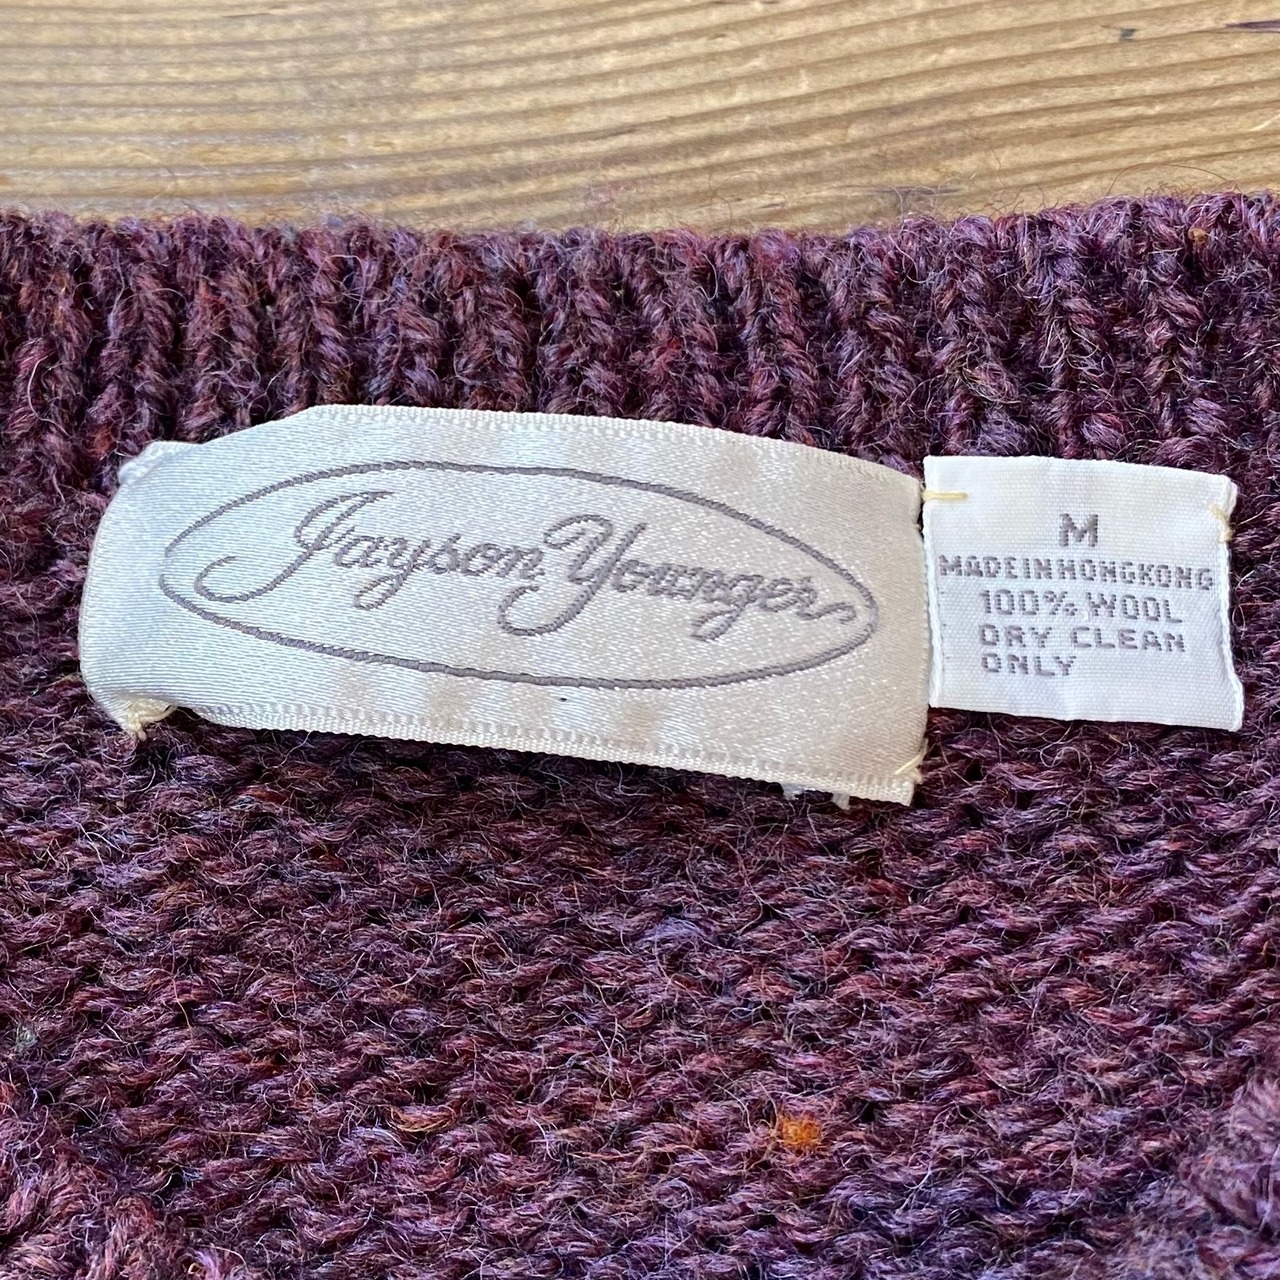 Jayson Younger
M
MADE IN HONG KONG
100% WOOL
DRY CLEAN
ONLY